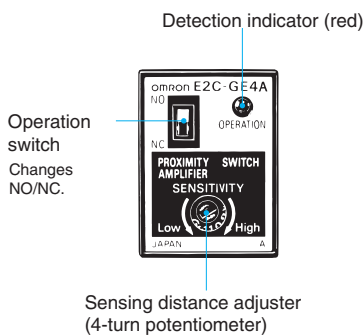 Detection indicator (red)
omron E2C-GE4A
NO
OPERATION
Operation
switch
Changes
NO/NC.
NC
PROXIMITY SWITCH
AMPLIFIER
SENSITIVITY
Low High
JAPAN A
Sensing distance adjuster
(4-turn potentiometer)